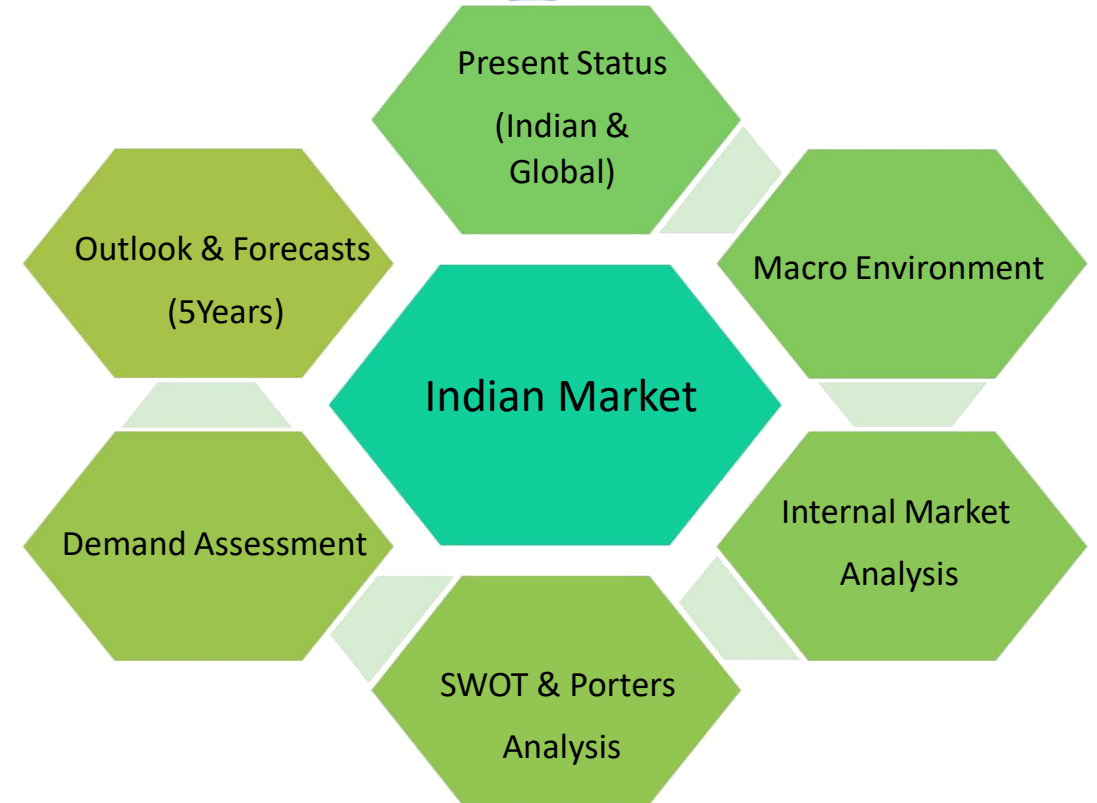 Present Status
(Indian &
Global)
Macro Environment
Internal Market
Analysis
SWOT & Porters
Analysis
Demand Assessment
Outlook & Forecasts
(5Years)
Indian Market